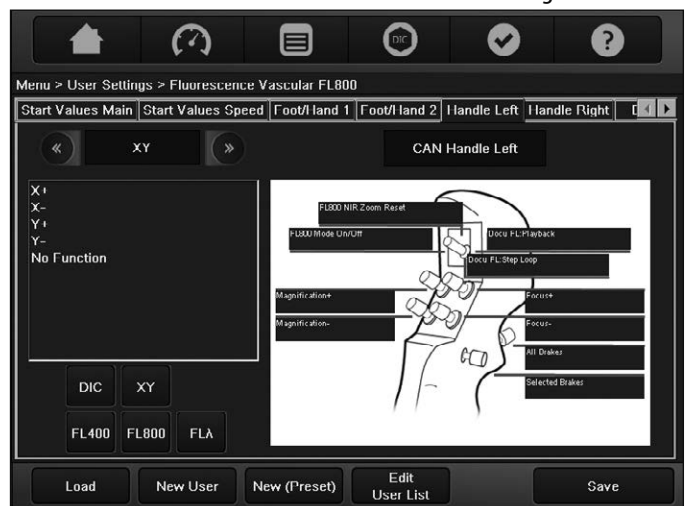 DIC
?
Menu > User Settings > Fluorescence Vascular FL800
Start Values Main
Start Values Speed
Foot/Hand 1
Foot/Hand 2
Handle Left
Handle Right
XY
CAN Handle Left
X+
X-
Y+
Y-
No Function
FL800 NIR Zoom Reset
FL800 Mode On/Off
Docu FL:Playback
Docu FL:Step Loop
Magnification+
Focus+
Magnification-
Focus-
All Brakes
Selected Brakes
DIC
XY
FL400
FL800
FLλ
Load
New User
New (Preset)
Edit
User List
Save